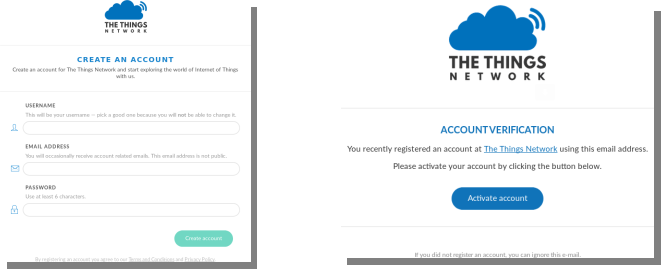 THE THINGS
NETWORK
CREATE AN ACCOUNT
Create an account for The Things Network and start exploring the world of Internet of Things
with us.
USERNAME
This will be your username — pick a good one because you will not be able to change it.
EMAIL ADDRESS
You will occasionally receive account related emails. This email address is not public.
PASSWORD
Use at least 6 characters.
Create account
By registering an account you agree to our Terms and Conditions and Privacy Policy.
THE THINGS
NETWORK
ACCOUNT VERIFICATION
You recently registered an account at The Things Network using this email address.
Please activate your account by clicking the button below.
Activate account
If you did not register an account, you can ignore this e-mail.